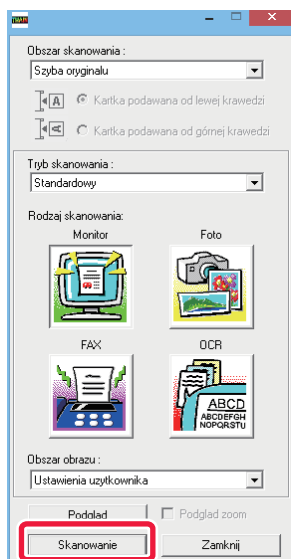 Obszar skanowania :
Szyba oryginału
A Kartka podawana od lewej krawedzi
A Kartka podawana od górnej krawedzi
Tryb skanowania :
Standardowy
Rodzaj skanowania:
Monitor Foto
FAX OCR
ABCD
ABCDEFGH
NOPQRSTU
Obszar obrazu :
Ustawienia uzytkownika
Podglad Podglad zoom
Skanowanie Zamknij